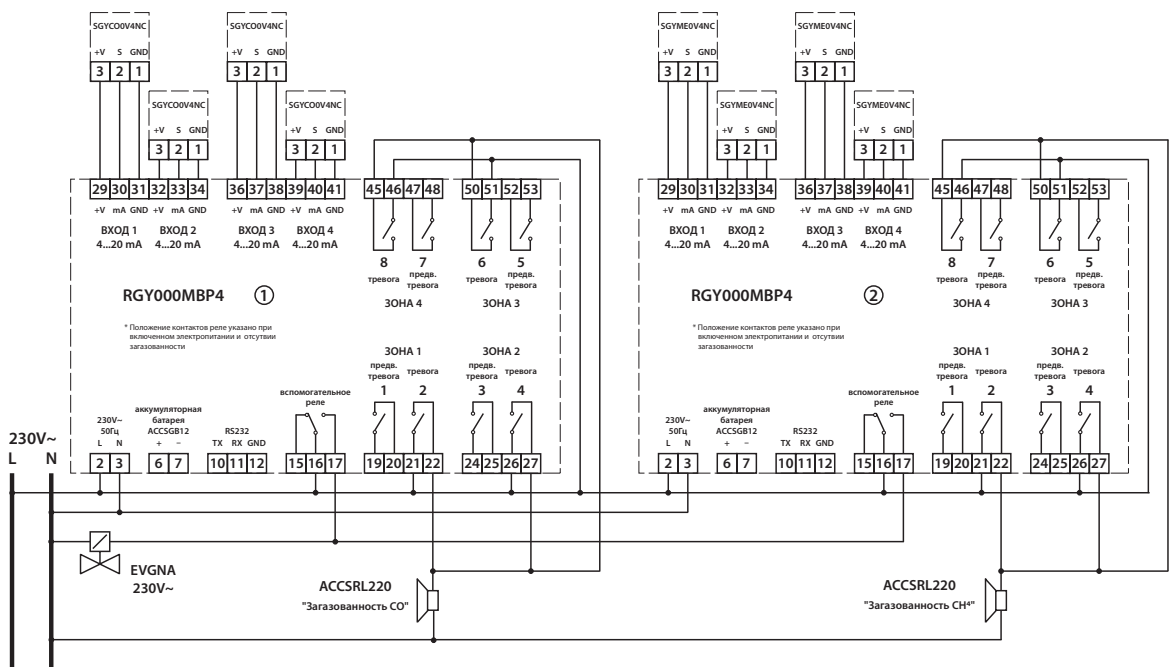 SGYCO0V4NC SGYCO0V4NC SGYME0V4NC SGYME0V4NC
+V S GND +V S GND +V S GND +V S GND
3 2 1 3 2 1 3 2 1 3 2 1
SGYCO0V4NC SGYCO0V4NC SGYME0V4NC SGYME0V4NC
+V S GND +V S GND +V S GND +V S GND
3 2 1 3 2 1 3 2 1 3 2 1
29 30 31 32 33 34 36 37 38 39 40 41 45 46 47 48 50 51 52 53
+V mA GND +V mA GND +V mA GND +V mA GND
ВХОД 1 ВХОД 2 ВХОД 3 ВХОД 4
4...20 mA 4...20 mA 4...20 mA 4...20 mA
8 7 6 5
тревога предв. тревога тревога предв. тревога
ЗОНА 4 ЗОНА 3
RGY000MBP4 1
* Положение контактов реле указано при
включенном электропитании и отсутвии
загазованности
ЗОНА 1 ЗОНА 2
предв. тревога тревога предв. тревога тревога
1 2 3 4
вспомогательное
реле
аккумуляторная
батарея
ACCSGB12
230V~
50Гц
RS232
L N + − TX RX GND
2 3 6 7 10 11 12 15 16 17 19 20 21 22 24 25 26 27
29 30 31 32 33 34 36 37 38 39 40 41 45 46 47 48 50 51 52 53
+V mA GND +V mA GND +V mA GND +V mA GND
ВХОД 1 ВХОД 2 ВХОД 3 ВХОД 4
4...20 mA 4...20 mA 4...20 mA 4...20 mA
8 7 6 5
тревога предв. тревога тревога предв. тревога
ЗОНА 4 ЗОНА 3
RGY000MBP4 2
* Положение контактов реле указано при
включенном электропитании и отсутвии
загазованности
ЗОНА 1 ЗОНА 2
предв. тревога тревога предв. тревога тревога
1 2 3 4
вспомогательное
реле
аккумуляторная
батарея
ACCSGB12
230V~
50Гц
RS232
L N + − TX RX GND
2 3 6 7 10 11 12 15 16 17 19 20 21 22 24 25 26 27
230V~
L N
EVGNA
230V~
ACCSRL220
"Загазованность CO"
ACCSRL220
"Загазованность CH⁴"